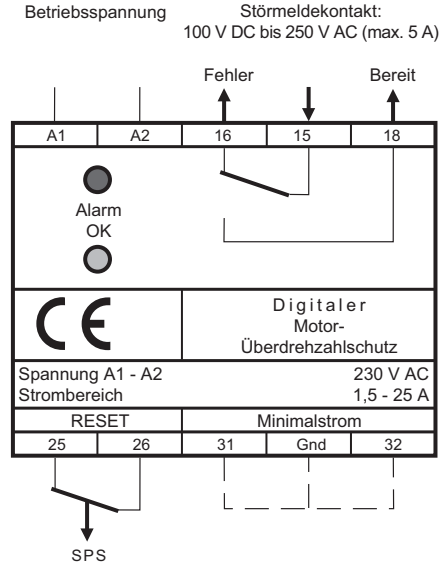 Betriebsspannung
Störmeldekontakt:
100 V DC bis 250 V AC (max. 5 A)
Fehler Bereit
A1 A2 16 15 18
Alarm
OK
CE
Digitaler
Motor-
Überdrehzahlschutz
Spannung A1 - A2 230 V AC
Strombereich 1,5 - 25 A
RESET Minimalstrom
25 26 31 Gnd 32
SPS